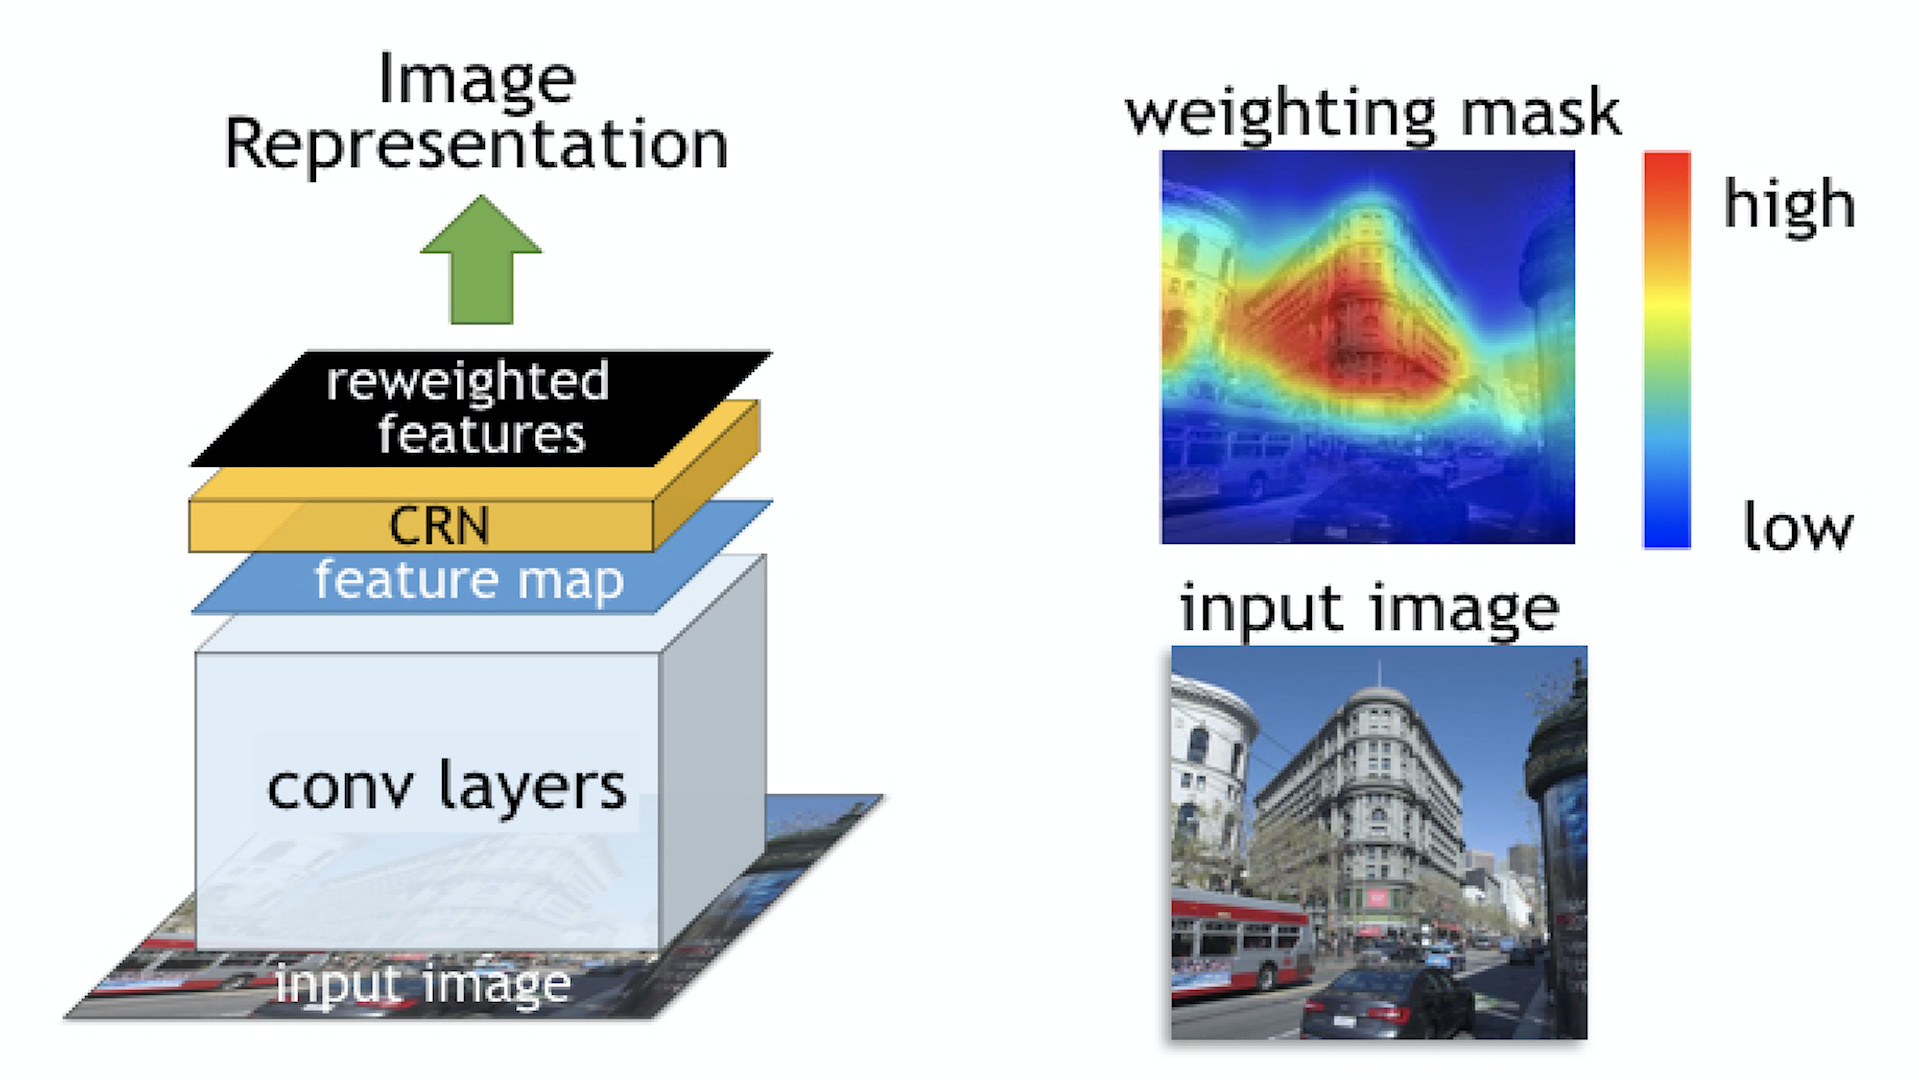 Image
Representation
reweighted
features
CRN
feature map
conv layers
input image
weighting mask
high
low
input image